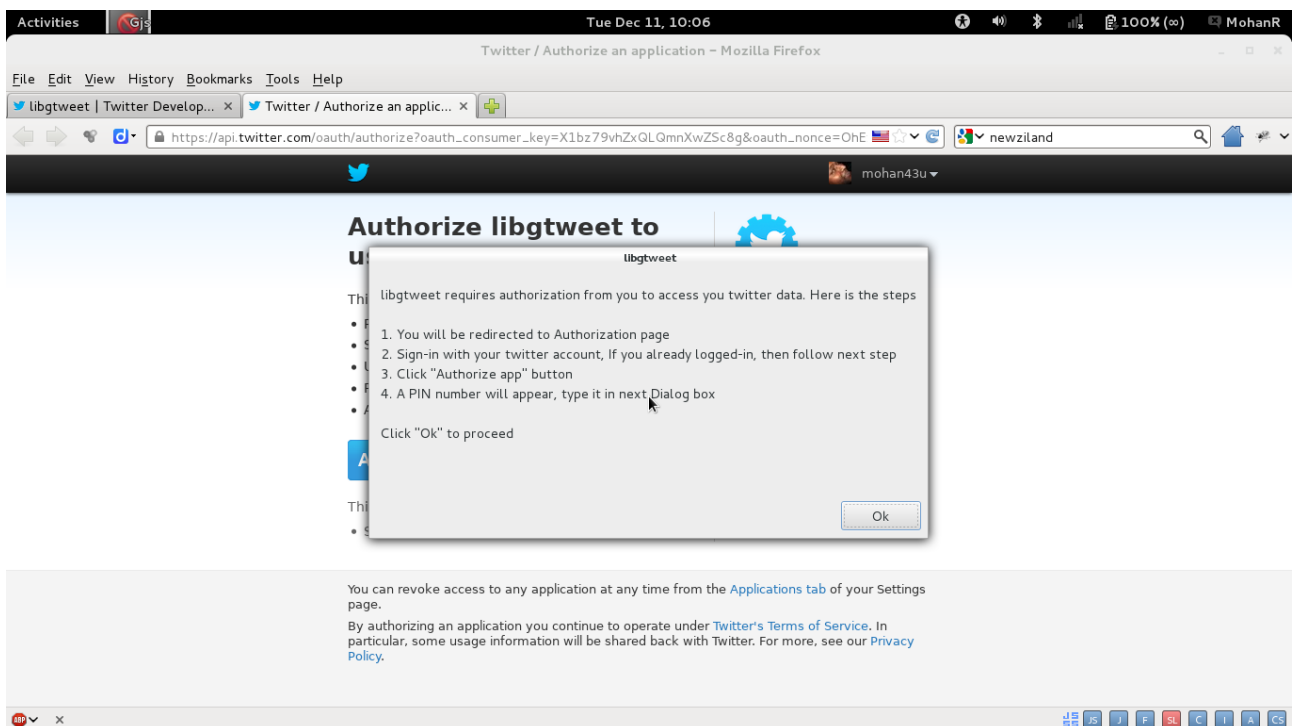 Activities Gjs Tue Dec 11, 10:06 100% (∞) MohanR
Twitter / Authorize an application - Mozilla Firefox
File Edit View History Bookmarks Tools Help
libgtweet | Twitter Develop... × Twitter / Authorize an applic... ×
https://api.twitter.com/oauth/authorize?oauth_consumer_key=X1bz79vhZxQLQmnXwZSc8g&oauth_nonce=OhE newziland
mohan43u
Authorize libgtweet to
libgtweet
libgtweet requires authorization from you to access you twitter data. Here is the steps
1. You will be redirected to Authorization page
2. Sign-in with your twitter account, If you already logged-in, then follow next step
3. Click "Authorize app" button
4. A PIN number will appear, type it in next Dialog box
Click "Ok" to proceed
Ok
You can revoke access to any application at any time from the Applications tab of your Settings
page.
By authorizing an application you continue to operate under Twitter's Terms of Service. In
particular, some usage information will be shared back with Twitter. For more, see our Privacy
Policy.
ABP × JS J F SL C I A CS